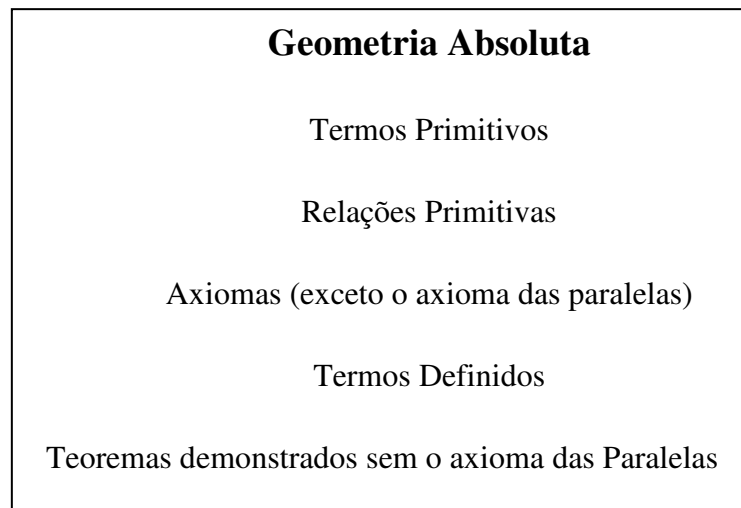 Geometria Absoluta
Termos Primitivos
Relações Primitivas
Axiomas (exceto o axioma das paralelas)
Termos Definidos
Teoremas demonstrados sem o axioma das Paralelas